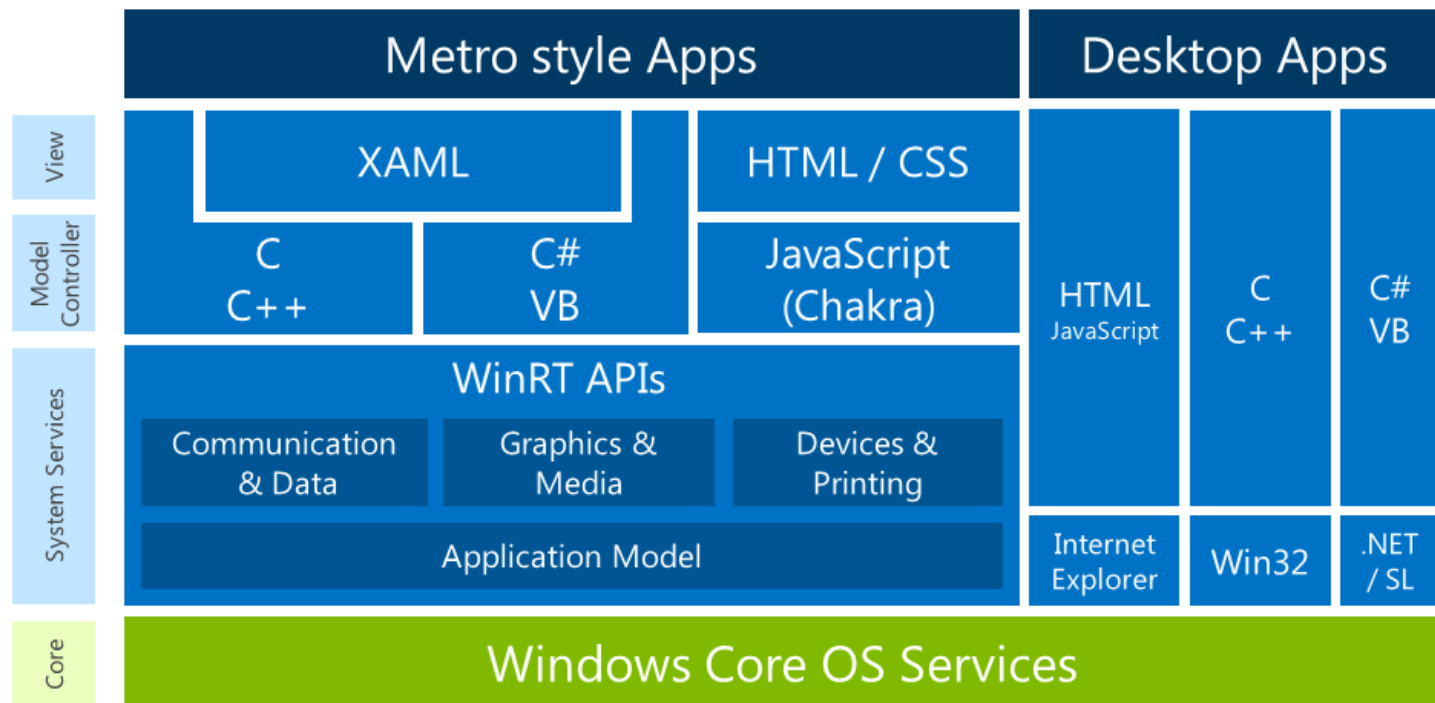 Metro style Apps
Desktop Apps
View
XAML
HTML / CSS
Model
Controller
C
C++
C#
VB
JavaScript
(Chakra)
HTML
JavaScript
C
C++
C#
VB
System Services
WinRT APIs
Communication
& Data
Graphics &
Media
Devices &
Printing
Application Model
Internet
Explorer
Win32
.NET
/ SL
Core
Windows Core OS Services